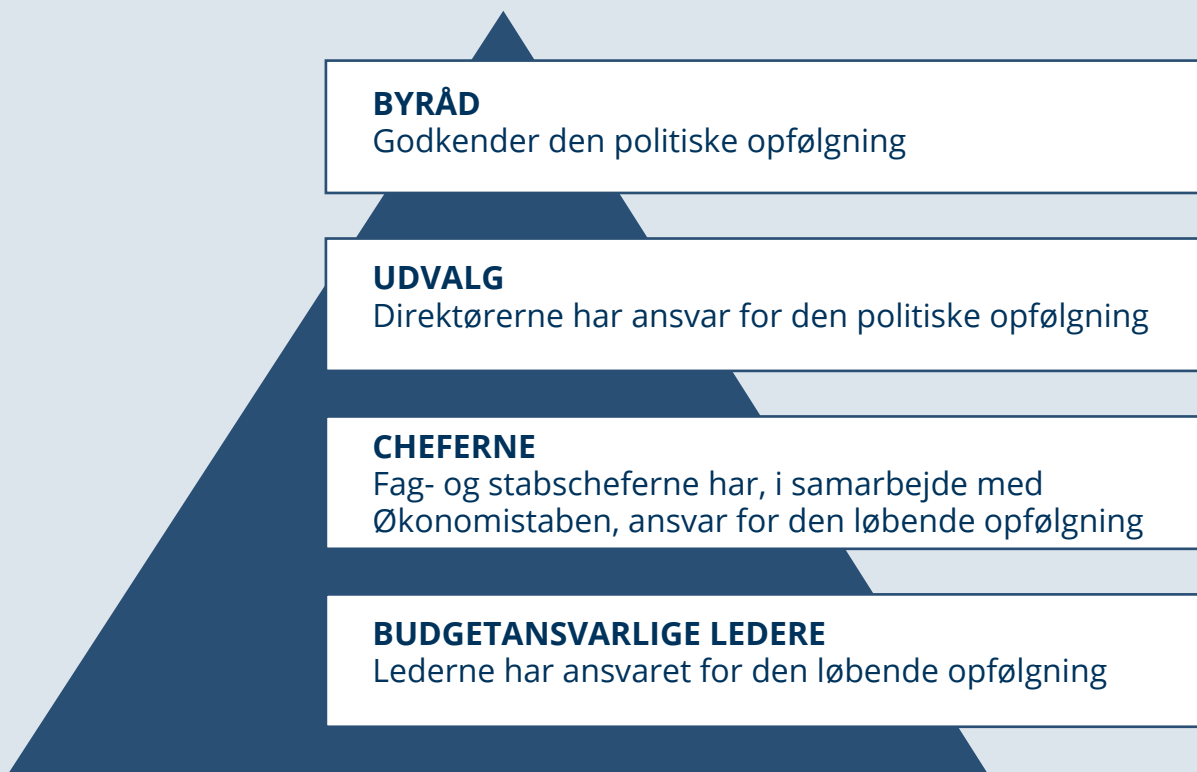 BYRÅD
Godkender den politiske opfølgning
UDVALG
Direktørerne har ansvar for den politiske opfølgning
CHEFERNE
Fag- og stabscheferne har, i samarbejde med
Økonomistaben, ansvar for den løbende opfølgning
BUDGETANSVARLIGE LEDERE
Lederne har ansvaret for den løbende opfølgning